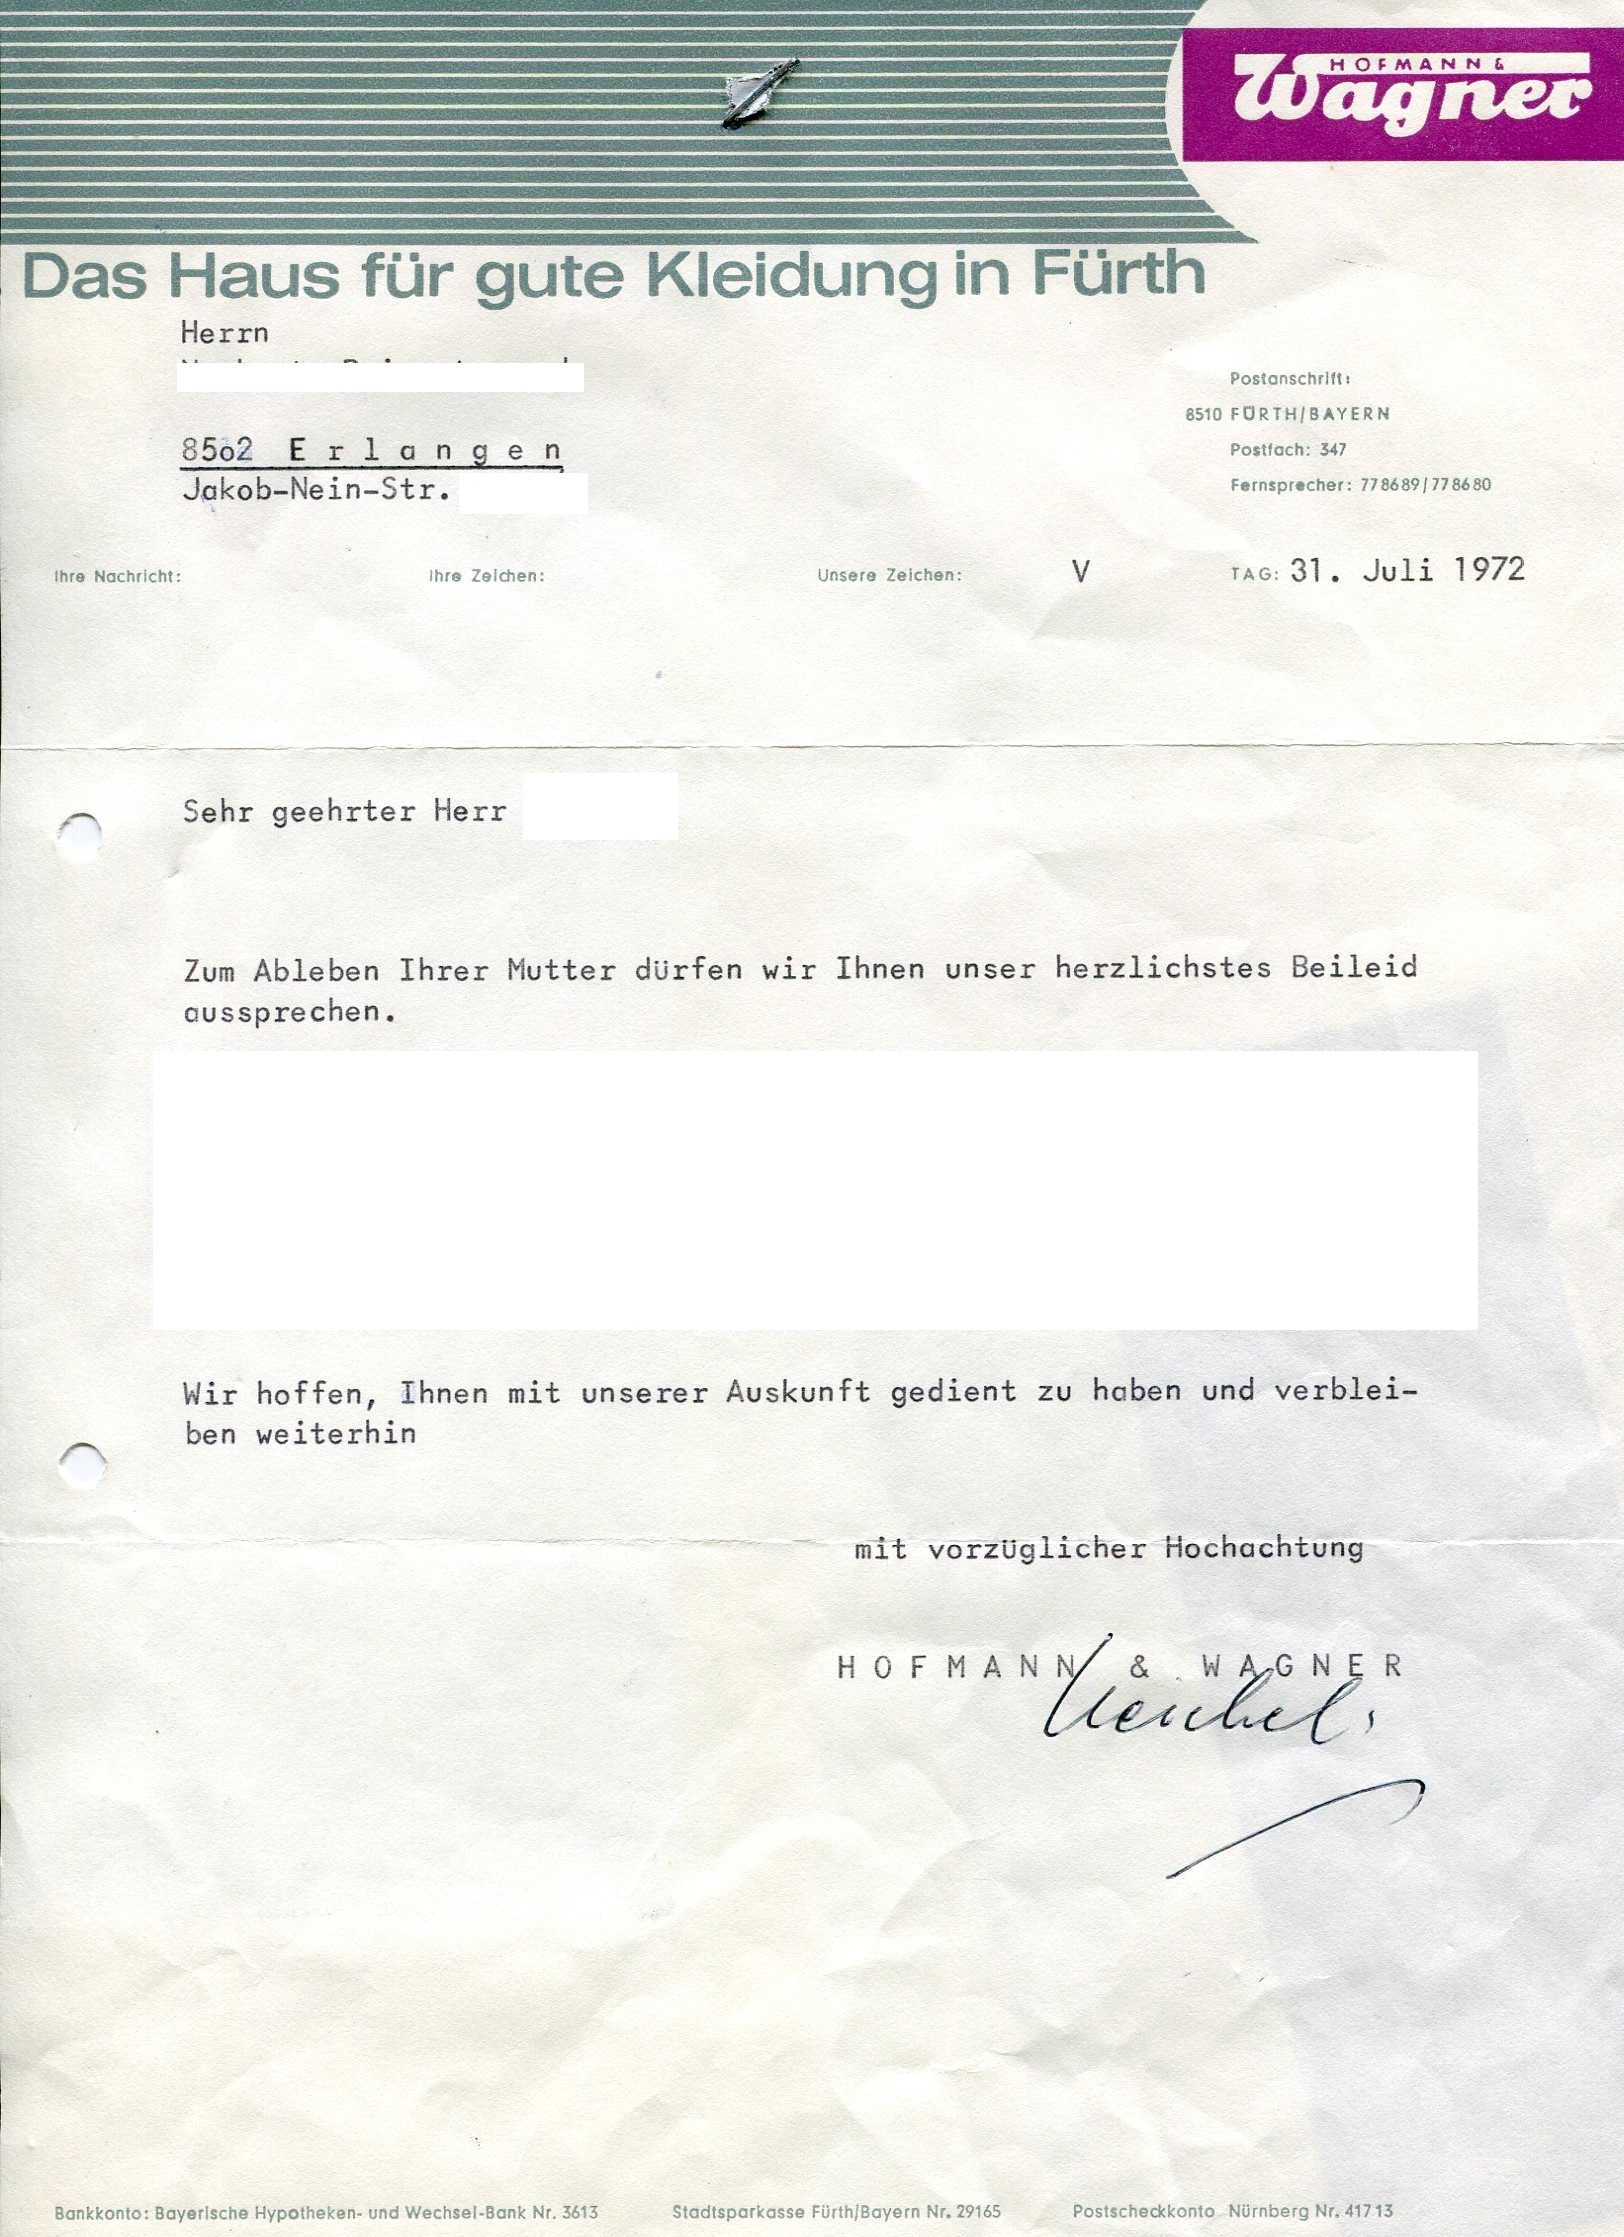 HOFMANN &
Wagner
Das Haus für gute Kleidung in Fürth
Herrn
Postanschrift:
8510 FÜRTH/BAYERN
8502 Erlangen
Postfach: 347
Jakob-Nein-Str.
Fernsprecher: 778689/778680
Ihre Nachricht: Ihre Zeichen: Unsere Zeichen: V TAG: 31. Juli 1972
Sehr geehrter Herr
Zum Ableben Ihrer Mutter dürfen wir Ihnen unser herzlichstes Beileid
aussprechen.
Wir hoffen, Ihnen mit unserer Auskunft gedient zu haben und verblei-
ben weiterhin
mit vorzüglicher Hochachtung
HOFMANN & WAGNER
Bankkonto: Bayerische Hypotheken- und Wechsel-Bank Nr. 3613 Stadtsparkasse Fürth/Bayern Nr. 29165 Postscheckkonto Nürnberg Nr. 41713